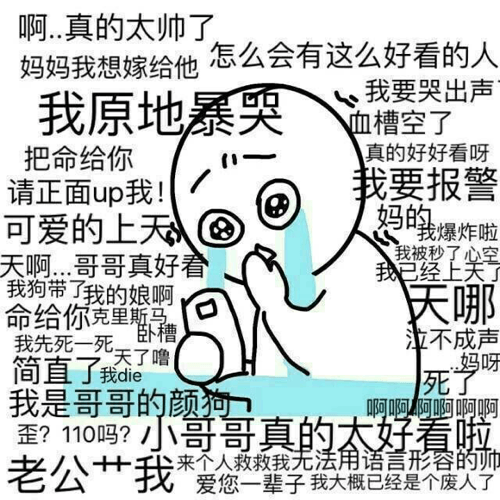 啊..真的太帅了
怎么会有这么好看的人
妈妈我想嫁给他
我要哭出声
我原地暴哭
血槽空了
把命给你
真的好好看呀
请正面up我!
我要报警
可爱的上天
妈的
我爆炸啦
我被秒了心空
天啊...哥哥真好看
我已经上天了
我狗带了
我的娘啊
天哪
命给你
克里斯马
卧槽
我先死一死
泣不成声
天了噜
...妈呀
简直了
我die
死了
我是哥哥的颜狗
啊啊啊啊啊啊
歪? 110吗?
小哥哥真的太好看啦
老公艹我
来个人救救我
无法用语言形容的帅
爱您一辈子
我大概已经是个废人了